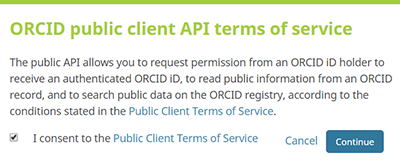 ORCID public client API terms of service
The public API allows you to request permission from an ORCID iD holder to
receive an authenticated ORCID iD, to read public information from an ORCID
record, and to search public data on the ORCID registry, according to the
conditions stated in the Public Client Terms of Service.
I consent to the Public Client Terms of Service
Cancel
Continue